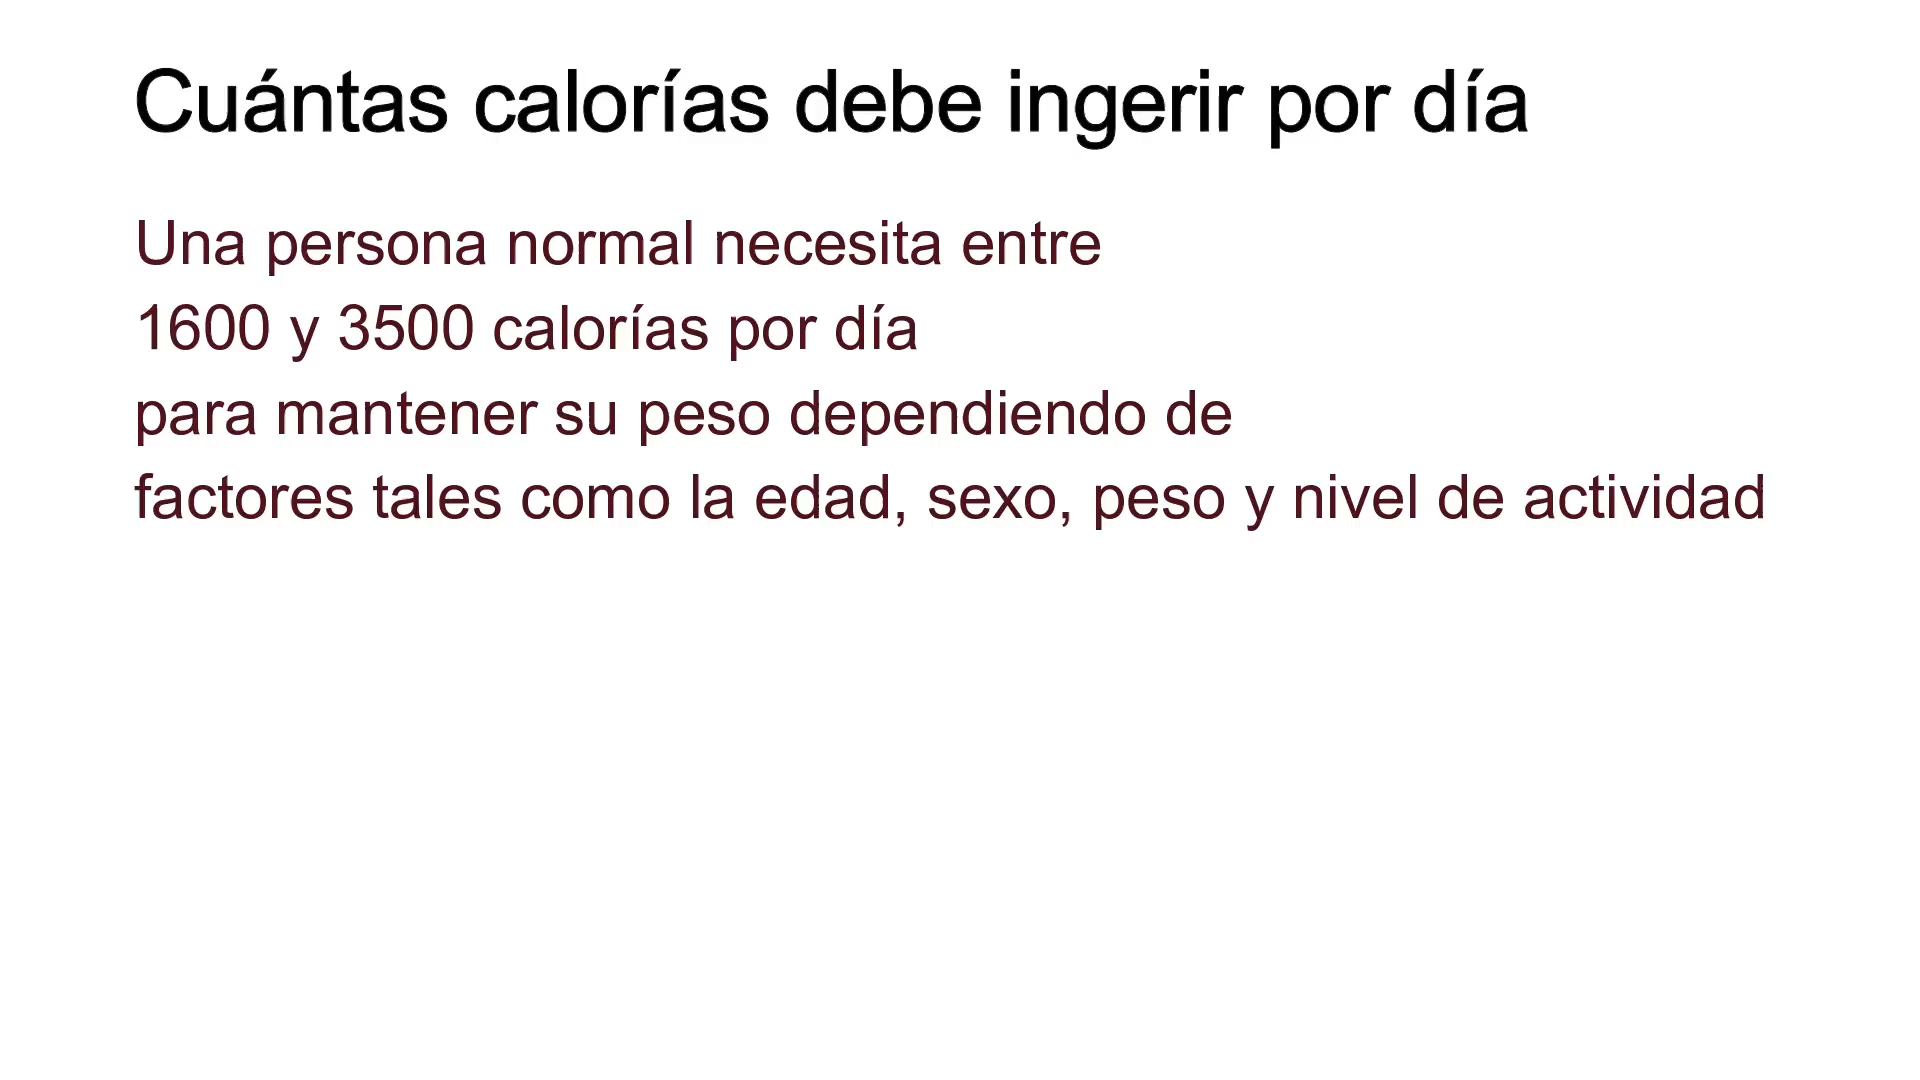 Cuántas calorías debe ingerir por día
Una persona normal necesita entre
1600 y 3500 calorías por día
para mantener su peso dependiendo de
factores tales como la edad, sexo, peso y nivel de actividad